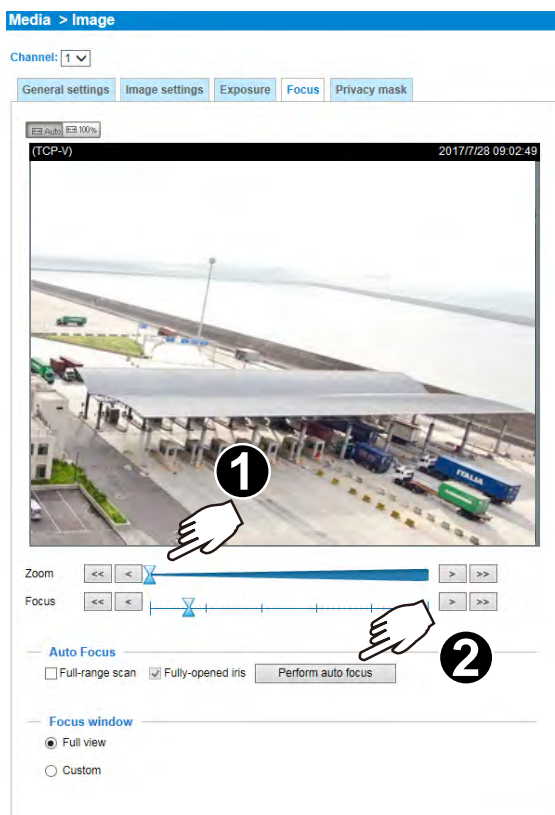 Media > Image
Channel: 1
General settings Image settings Exposure Focus Privacy mask
Auto 100%
(TCP-V) 2017/7/28 09:02:49
ITALIA
1
Zoom << < > >>
Focus << < > >>
2
Auto Focus
Full-range scan Fully-opened iris Perform auto focus
Focus window
Full view
Custom